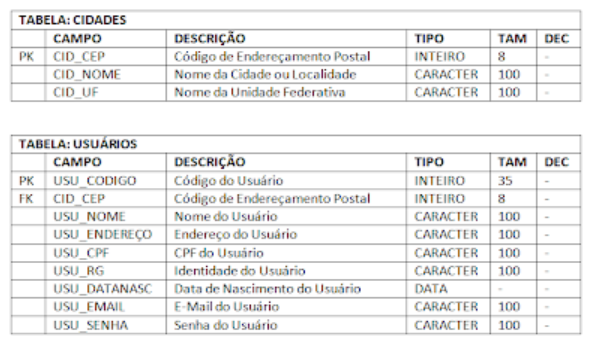 TABELA: CIDADES
CAMPO DESCRIÇÃO TIPO TAM DEC
PK CID_CEP Código de Endereçamento Postal INTEIRO 8 -
CID_NOME Nome da Cidade ou Localidade CARACTER 100 -
CID_UF Nome da Unidade Federativa CARACTER 100 -
TABELA: USUÁRIOS
CAMPO DESCRIÇÃO TIPO TAM DEC
PK USU_CODIGO Código do Usuário INTEIRO 35 -
FK CID_CEP Código de Endereçamento Postal INTEIRO 8 -
USU_NOME Nome do Usuário CARACTER 100 -
USU_ENDEREÇO Endereço do Usuário CARACTER 100 -
USU_CPF CPF do Usuário CARACTER 100 -
USU_RG Identidade do Usuário CARACTER 100 -
USU_DATANASC Data de Nascimento do Usuário DATA - -
USU_EMAIL E-Mail do Usuário CARACTER 100 -
USU_SENHA Senha do Usuário CARACTER 100 -